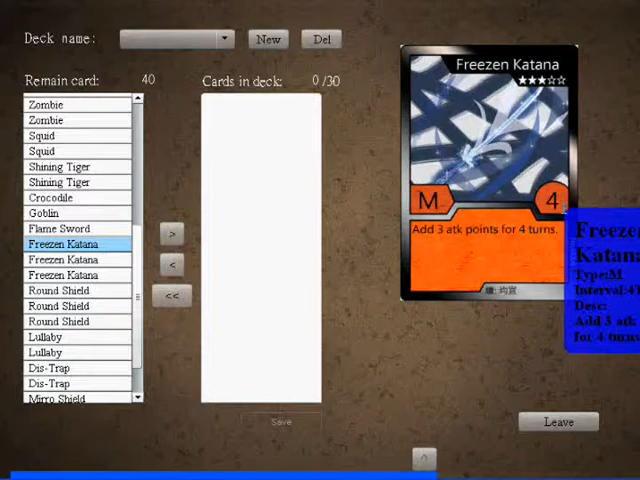 Deck name:
New
Del
Remain card:
40
Cards in deck:
0 /30
Zombie
Zombie
Squid
Squid
Shining Tiger
Shining Tiger
Crocodile
Goblin
Flame Sword
Freezen Katana
Freezen Katana
Freezen Katana
Round Shield
Round Shield
Round Shield
Lullaby
Lullaby
Dis-Trap
Dis-Trap
Mirro Shield
>
<
<<
Save
Freezen Katana
★★★☆☆
M
4
Add 3 atk points for 4 turns.
Freezen
Katana
Type:M
Interval:4T
Desc:
Add 3 atk
for 4 turns
Leave